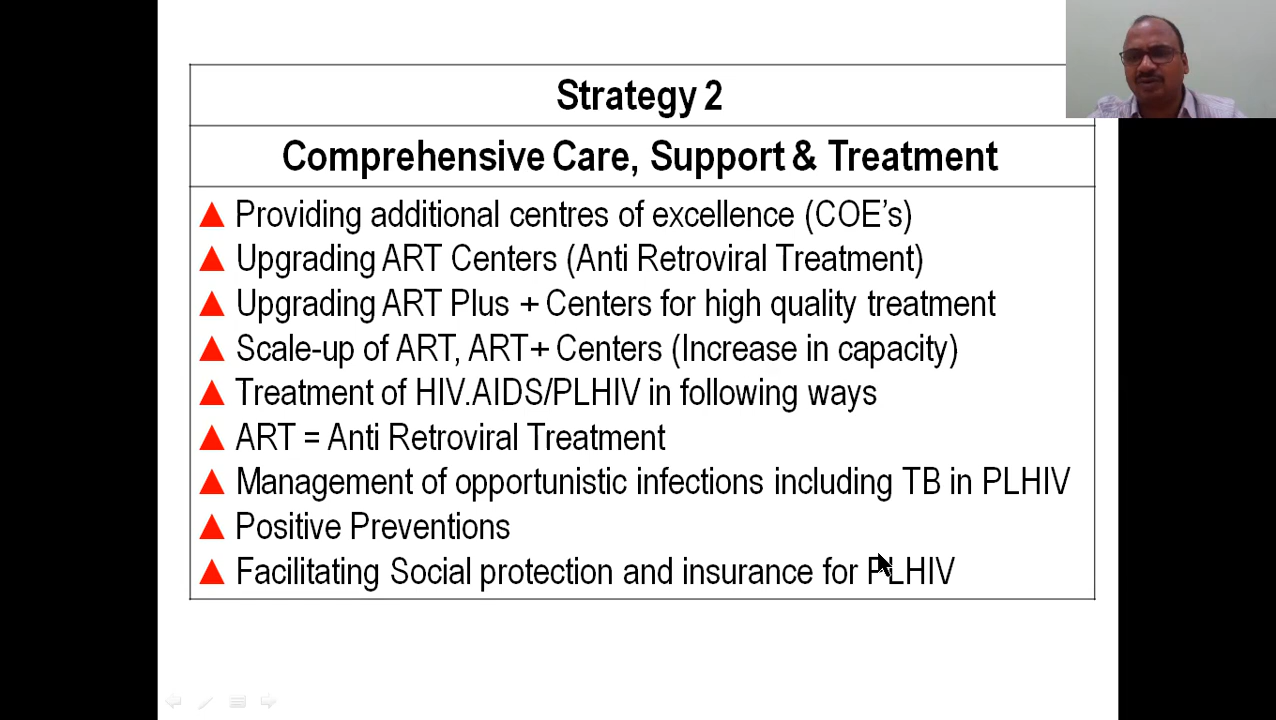 Strategy 2
Comprehensive Care, Support & Treatment
Providing additional centres of excellence (COE's)
Upgrading ART Centers (Anti Retroviral Treatment)
Upgrading ART Plus + Centers for high quality treatment
Scale-up of ART, ART+ Centers (Increase in capacity)
Treatment of HIV.AIDS/PLHIV in following ways
ART = Anti Retroviral Treatment
Management of opportunistic infections including TB in PLHIV
Positive Preventions
Facilitating Social protection and insurance for PLHIV